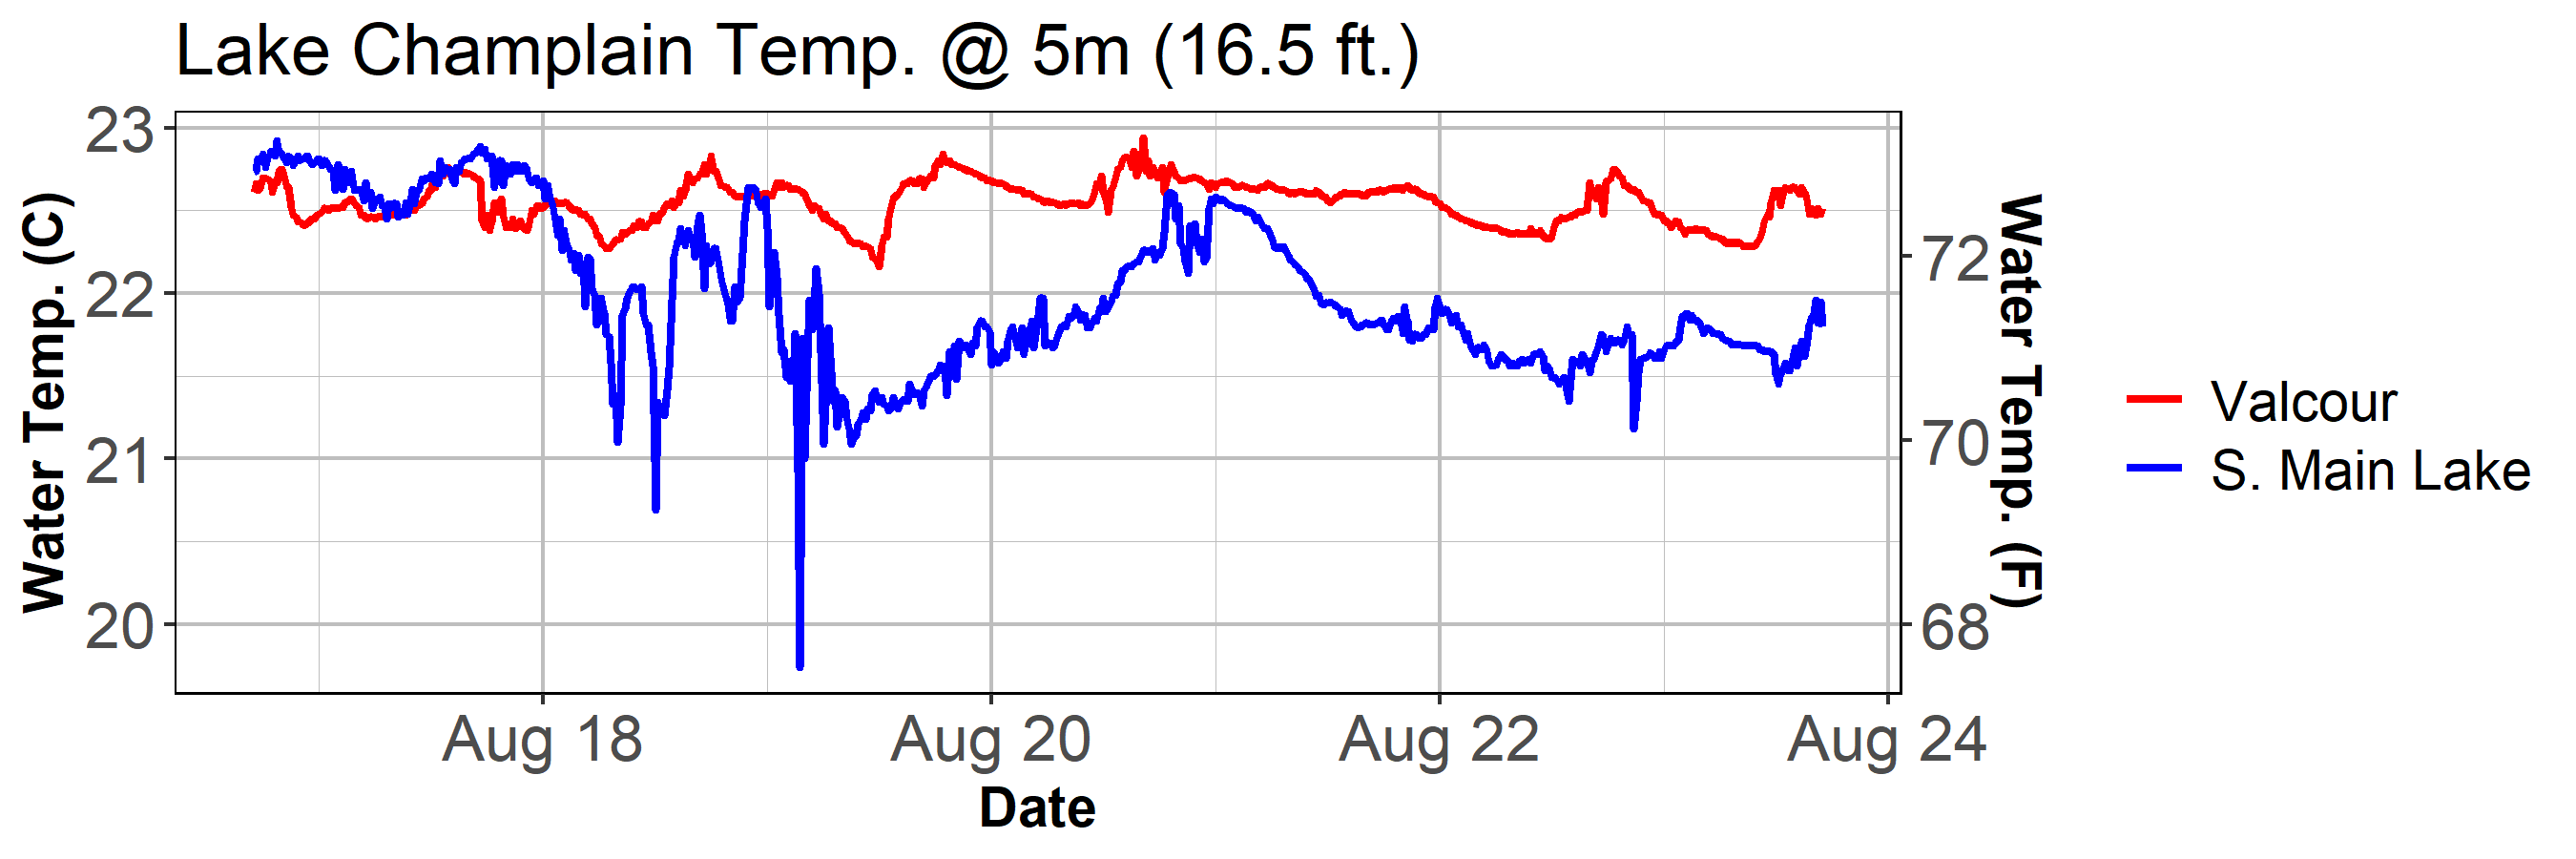 Lake Champlain Temp. @ 5m (16.5 ft.)
Water Temp. (C)
23
22
21
20
72
70
68
Water Temp. (F)
Aug 18
Aug 20
Aug 22
Aug 24
Date
Valcour
S. Main Lake